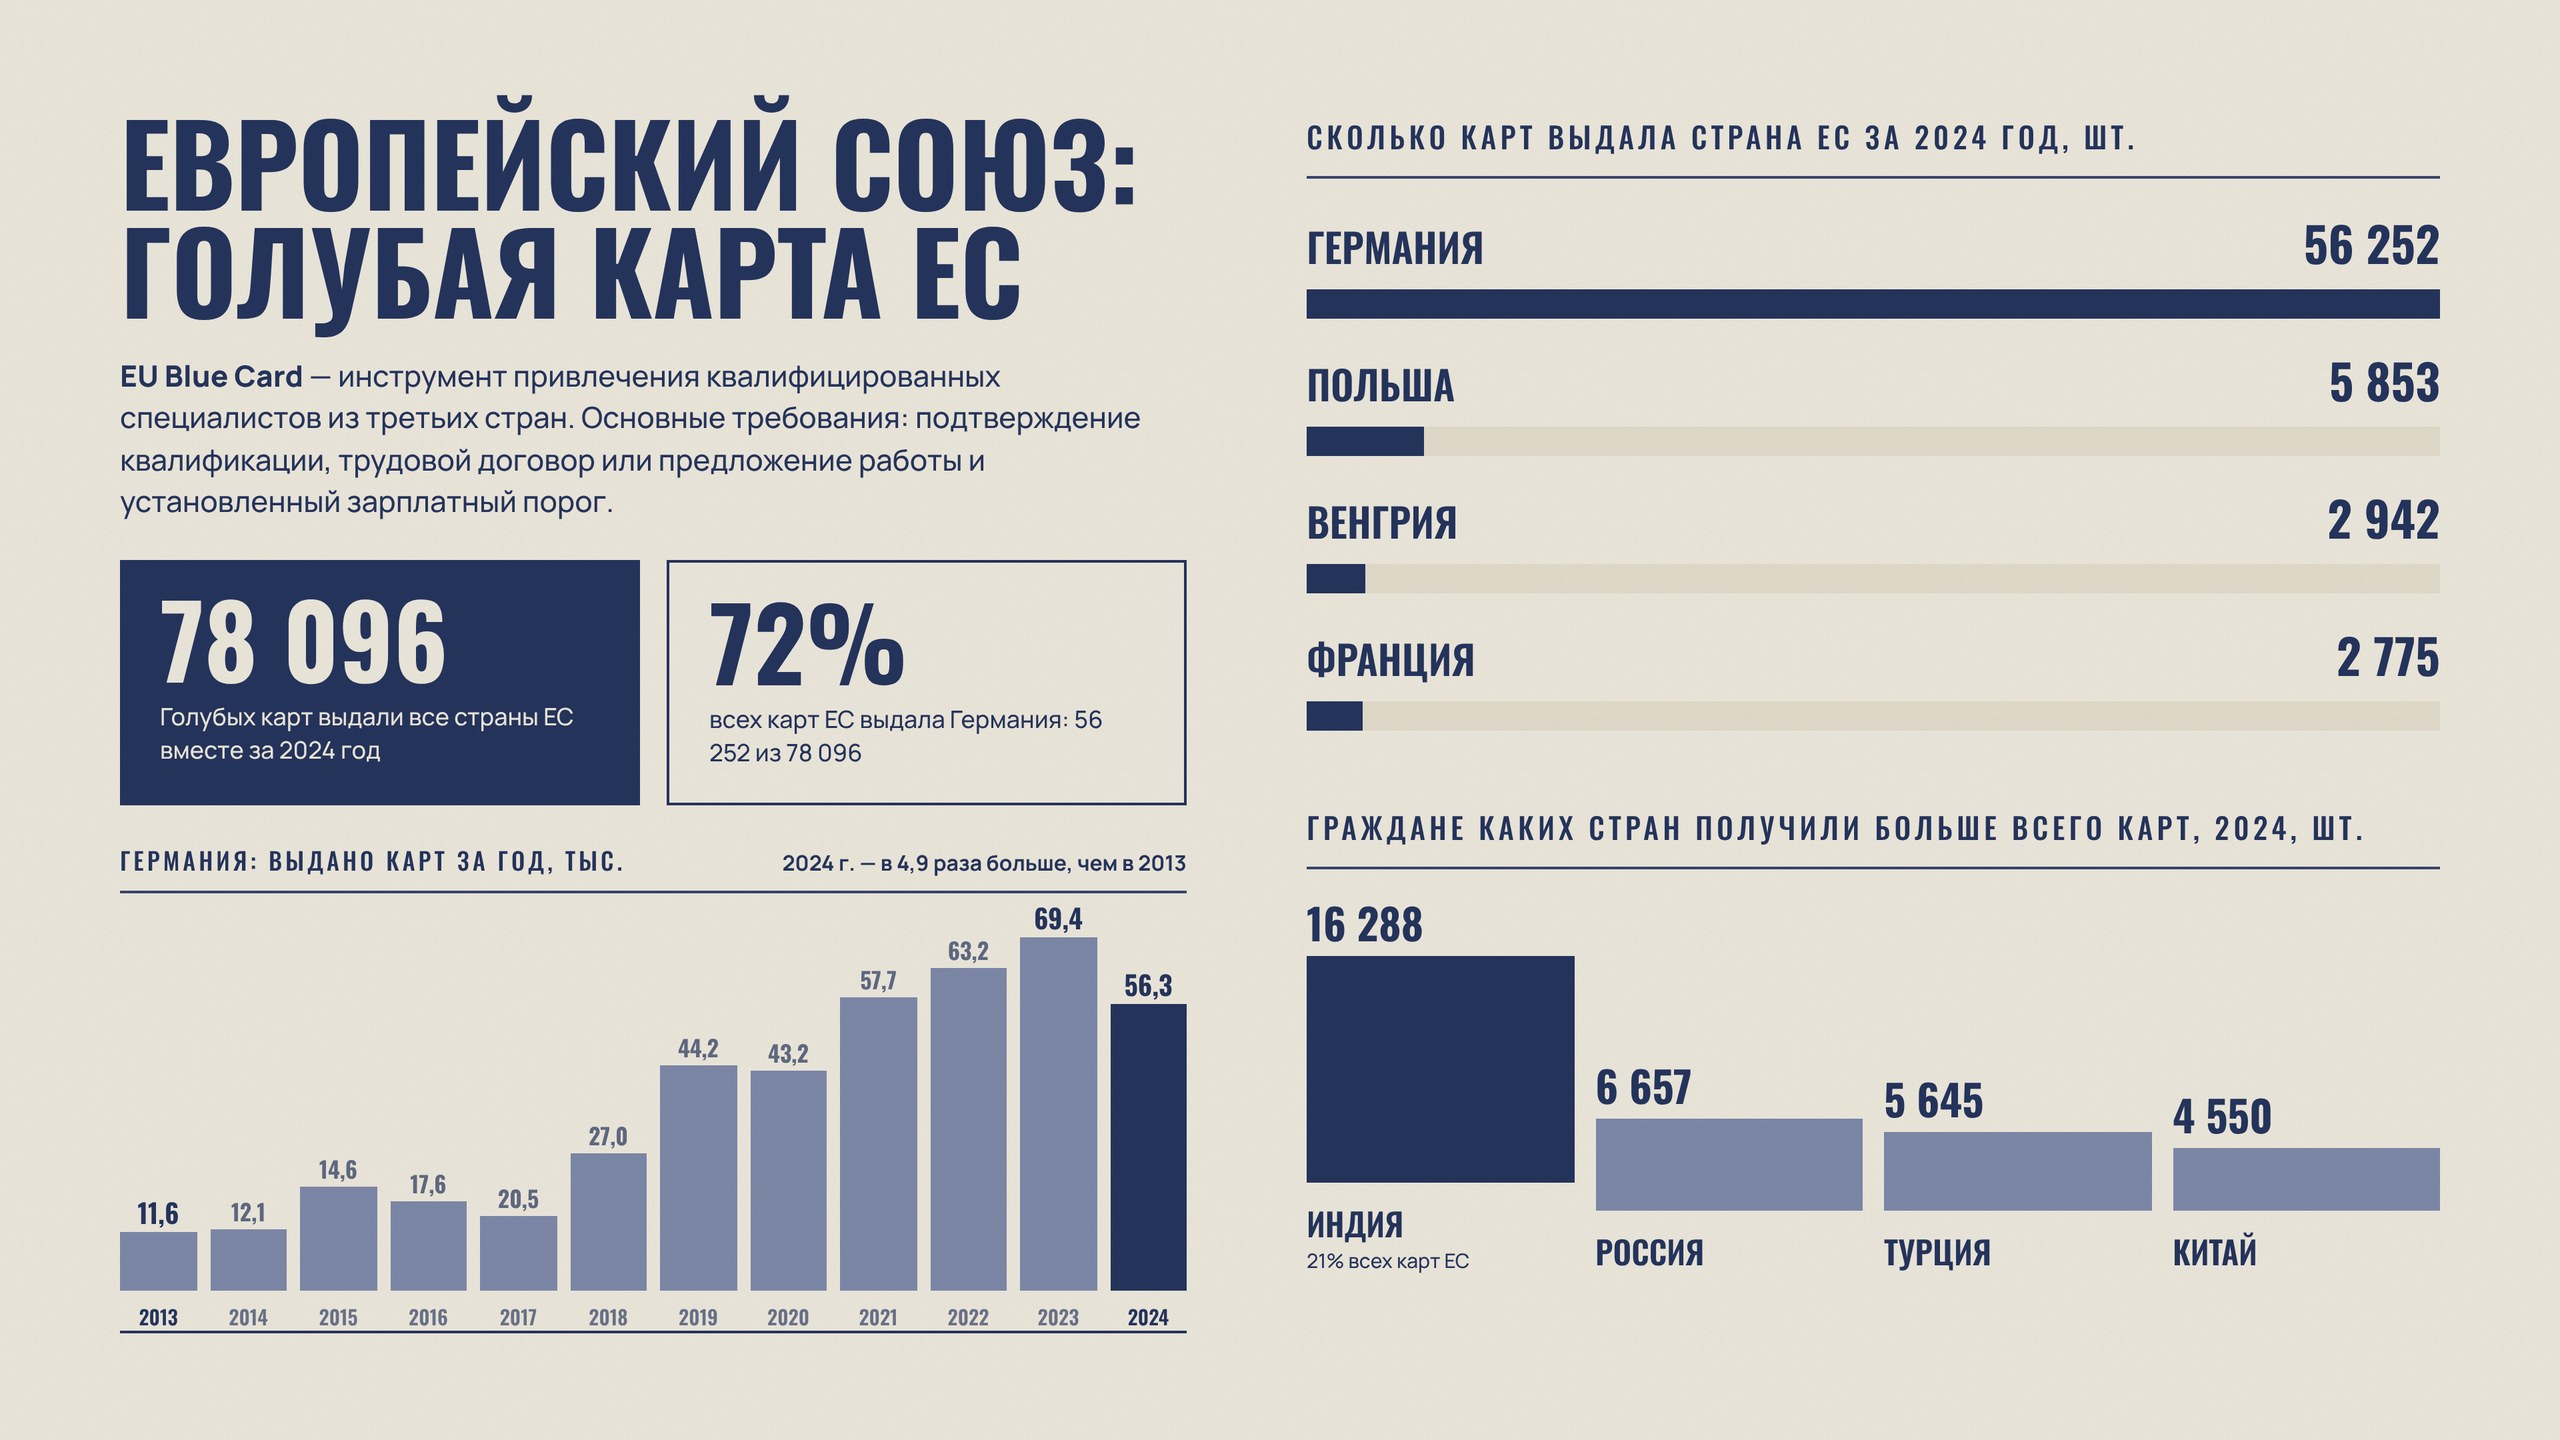 ЕВРОПЕЙСКИЙ СОЮЗ:
ГОЛУБАЯ КАРТА ЕС
EU Blue Card — инструмент привлечения квалифицированных
специалистов из третьих стран. Основные требования: подтверждение
квалификации, трудовой договор или предложение работы и
установленный зарплатный порог.
78 096
Голубых карт выдали все страны ЕС
вместе за 2024 год
72%
всех карт ЕС выдала Германия: 56
252 из 78 096
ГЕРМАНИЯ: ВЫДАНО КАРТ ЗА ГОД, ТЫС.
2024 г. — в 4,9 раза больше, чем в 2013
11,6
12,1
14,6
17,6
20,5
27,0
44,2
43,2
57,7
63,2
69,4
56,3
2013
2014
2015
2016
2017
2018
2019
2020
2021
2022
2023
2024
СКОЛЬКО КАРТ ВЫДАЛА СТРАНА ЕС ЗА 2024 ГОД, ШТ.
ГЕРМАНИЯ
56 252
ПОЛЬША
5 853
ВЕНГРИЯ
2 942
ФРАНЦИЯ
2 775
ГРАЖДАНЕ КАКИХ СТРАН ПОЛУЧИЛИ БОЛЬШЕ ВСЕГО КАРТ, 2024, ШТ.
16 288
ИНДИЯ
21% всех карт ЕС
6 657
РОССИЯ
5 645
ТУРЦИЯ
4 550
КИТАЙ